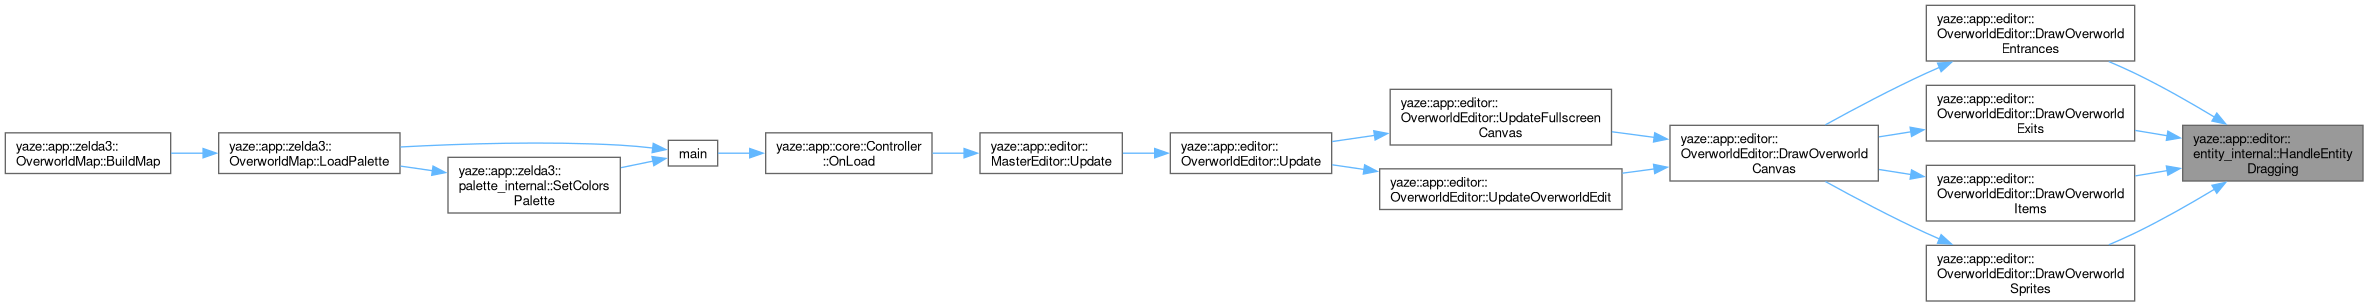 yaze::app::zelda3::
OverworldMap::BuildMap
yaze::app::zelda3::
OverworldMap::LoadPalette
yaze::app::zelda3::
palette_internal::SetColors
Palette
main
yaze::app::core::Controller
::OnLoad
yaze::app::editor::
MasterEditor::Update
yaze::app::editor::
OverworldEditor::Update
yaze::app::editor::
OverworldEditor::UpdateFullscreen
Canvas
yaze::app::editor::
OverworldEditor::UpdateOverworldEdit
yaze::app::editor::
OverworldEditor::DrawOverworld
Canvas
yaze::app::editor::
OverworldEditor::DrawOverworld
Entrances
yaze::app::editor::
OverworldEditor::DrawOverworld
Exits
yaze::app::editor::
OverworldEditor::DrawOverworld
Items
yaze::app::editor::
OverworldEditor::DrawOverworld
Sprites
yaze::app::editor::
entity_internal::HandleEntity
Dragging